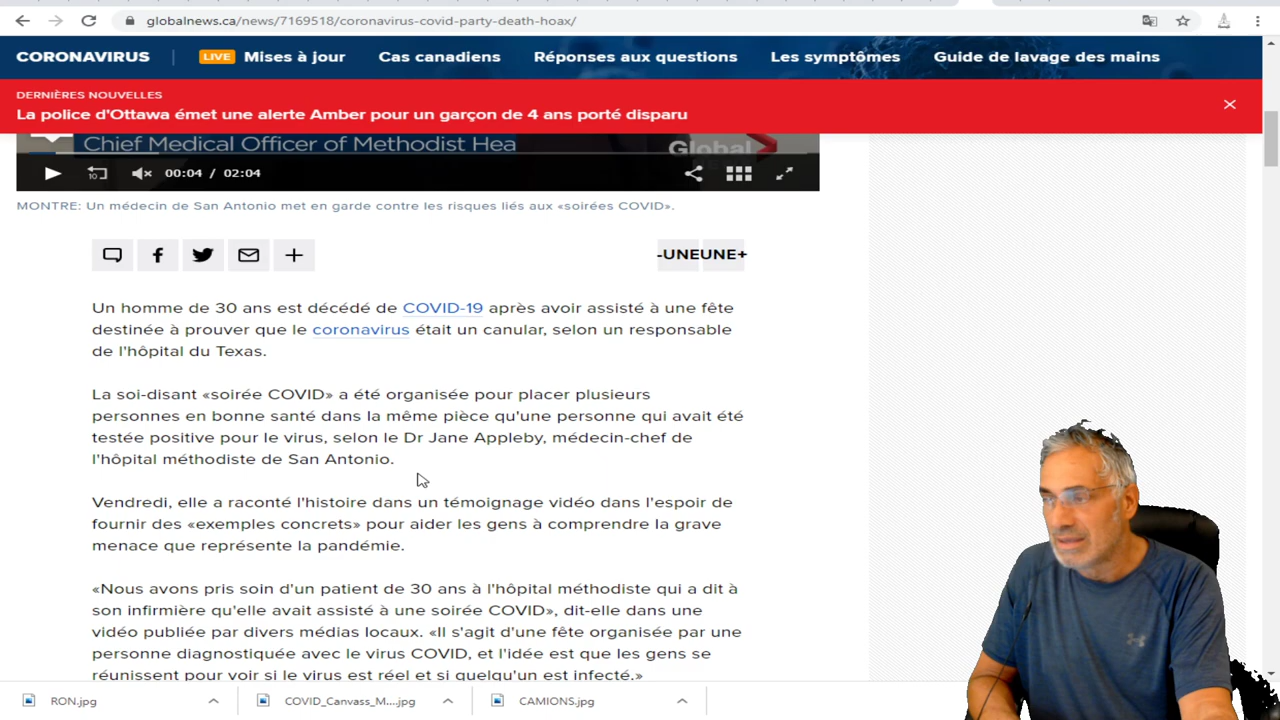 globalnews.ca/news/7169518/coronavirus-covid-party-death-hoax/
CORONAVIRUS | LIVE Mises à jour Cas canadiens Réponses aux questions Les symptômes Guide de lavage des mains
DERNIÈRES NOUVELLES
La police d'Ottawa émet une alerte Amber pour un garçon de 4 ans porté disparu
Chief Medical Officer of Methodist Hea
Global
10 00:04 / 02:04
MONTRE: Un médecin de San Antonio met en garde contre les risques liés aux «soirées COVID».
-UNEUNE+
Un homme de 30 ans est décédé de COVID-19 après avoir assisté à une fête
destinée à prouver que le coronavirus était un canular, selon un responsable
de l'hôpital du Texas.
La soi-disant «soirée COVID» a été organisée pour placer plusieurs
personnes en bonne santé dans la même pièce qu'une personne qui avait été
testée positive pour le virus, selon le Dr Jane Appleby, médecin-chef de
l'hôpital méthodiste de San Antonio.
Vendredi, elle a raconté l'histoire dans un témoignage vidéo dans l'espoir de
fournir des «exemples concrets» pour aider les gens à comprendre la grave
menace que représente la pandémie.
«Nous avons pris soin d'un patient de 30 ans à l'hôpital méthodiste qui a dit à
son infirmière qu'elle avait assisté à une soirée COVID», dit-elle dans une
vidéo publiée par divers médias locaux. «Il s'agit d'une fête organisée par une
personne diagnostiquée avec le virus COVID, et l'idée est que les gens se
réunissent pour voir si le virus est réel et si quelqu'un est infecté.»
RON.jpg COVID_Canvass_M....jpg CAMIONS.jpg